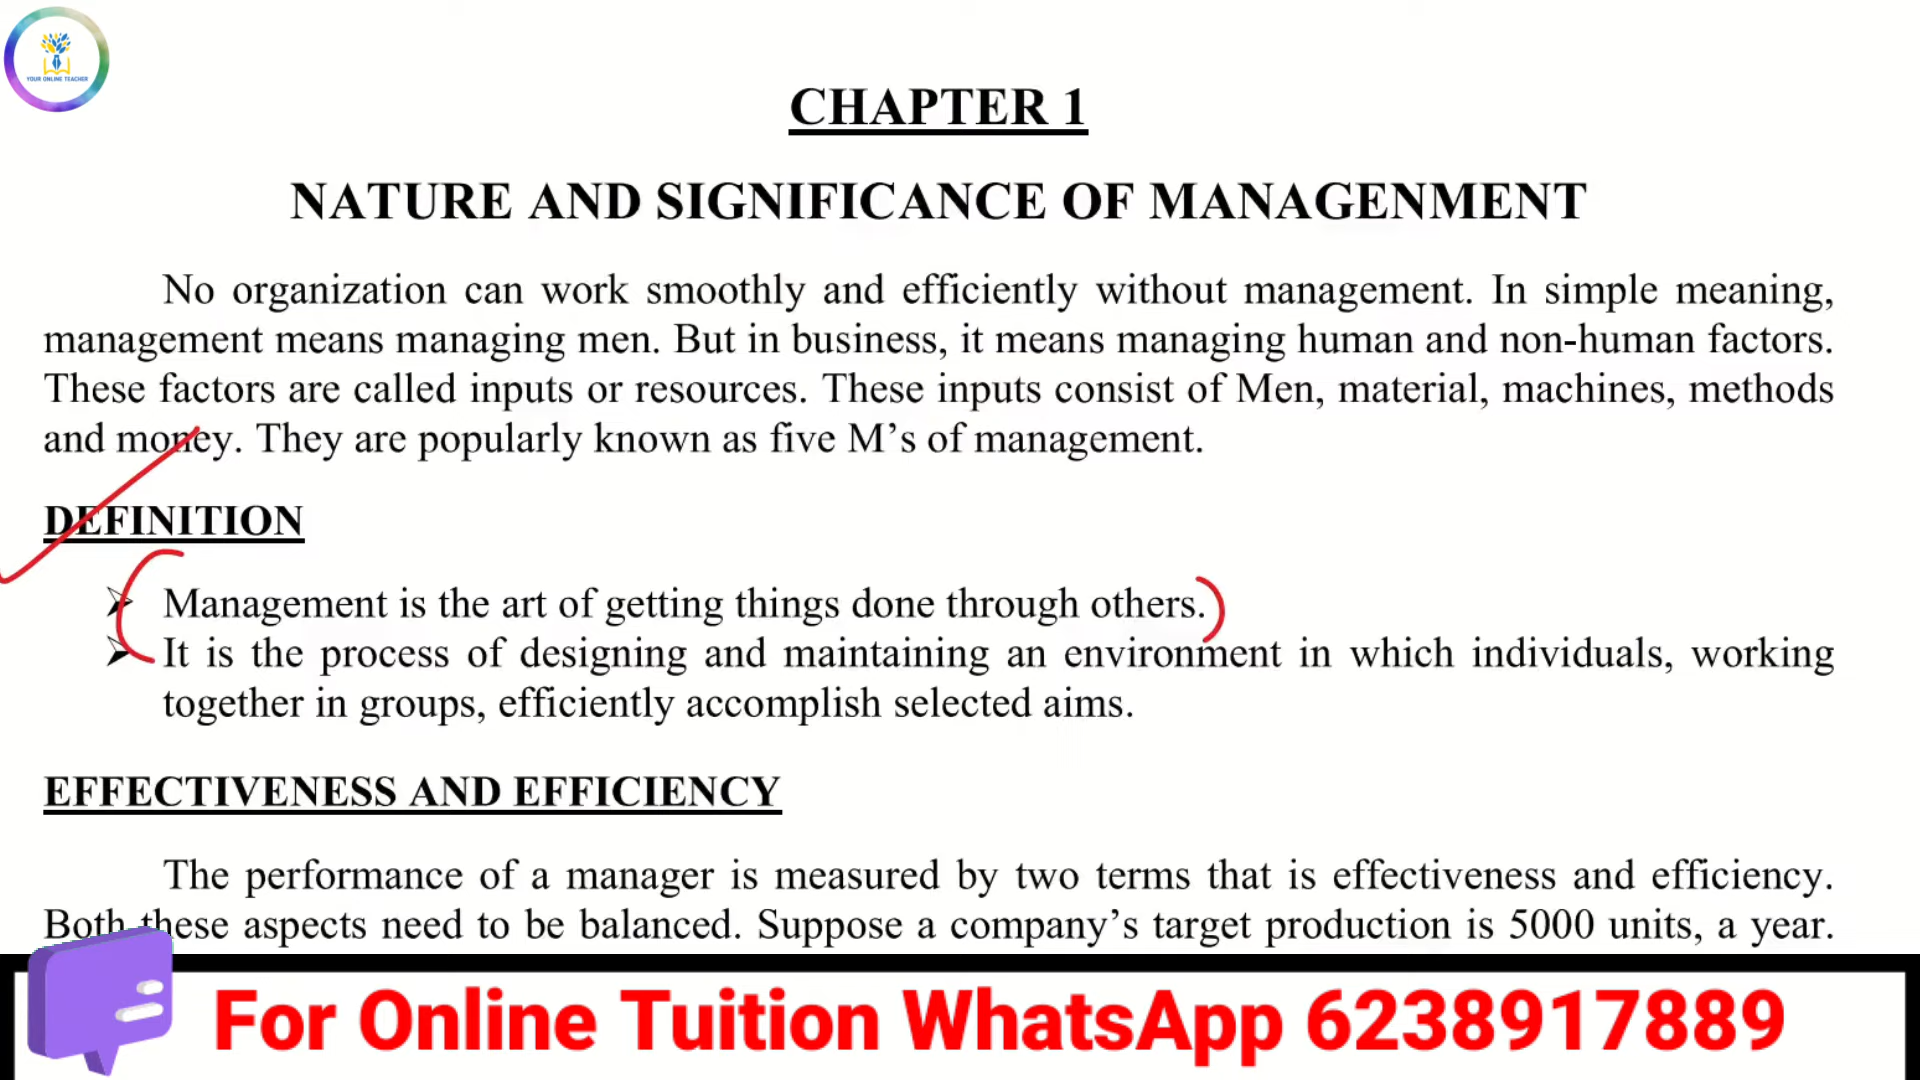 YOUR ONLINE TEACHER
CHAPTER 1
NATURE AND SIGNIFICANCE OF MANAGENMENT
No organization can work smoothly and efficiently without management. In simple meaning,
management means managing men. But in business, it means managing human and non-human factors.
These factors are called inputs or resources. These inputs consist of Men, material, machines, methods
and money. They are popularly known as five M’s of management.
DEFINITION
Management is the art of getting things done through others.
It is the process of designing and maintaining an environment in which individuals, working
together in groups, efficiently accomplish selected aims.
EFFECTIVENESS AND EFFICIENCY
The performance of a manager is measured by two terms that is effectiveness and efficiency.
Both these aspects need to be balanced. Suppose a company’s target production is 5000 units, a year.
For Online Tuition WhatsApp 6238917889